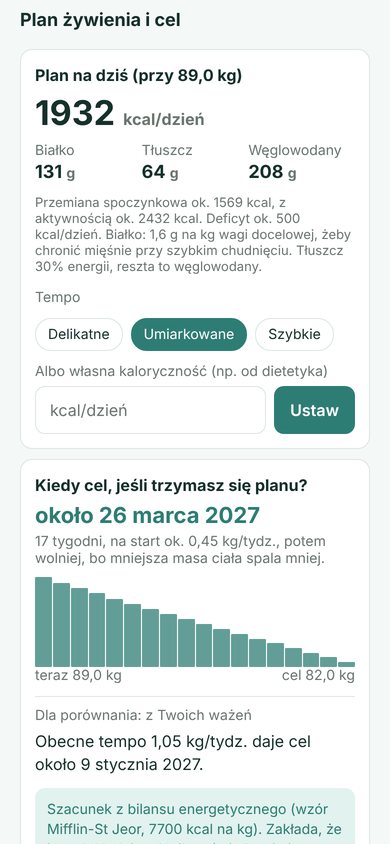 Plan żywienia i cel
Plan na dziś (przy 89,0 kg)
1932 kcal/dzień
Białko Tłuszcz Węglowodany
131 g 64 g 208 g
Przemiana spoczynkowa ok. 1569 kcal, z
aktywnością ok. 2432 kcal. Deficyt ok. 500
kcal/dzień. Białko: 1,6 g na kg wagi docelowej, żeby
chronić mięśnie przy szybkim chudnięciu. Tłuszcz
30% energii, reszta to węglowodany.
Tempo
Delikatne Umiarkowane Szybkie
Albo własna kaloryczność (np. od dietetyka)
kcal/dzień Ustaw
Kiedy cel, jeśli trzymasz się planu?
około 26 marca 2027
17 tygodni, na start ok. 0,45 kg/tydz., potem
wolniej, bo mniejsza masa ciała spala mniej.
teraz 89,0 kg cel 82,0 kg
Dla porównania: z Twoich ważeń
Obecne tempo 1,05 kg/tydz. daje cel
około 9 stycznia 2027.
Szacunek z bilansu energetycznego (wzór
Mifflin-St Jeor, 7700 kcal na kg). Zakłada, że